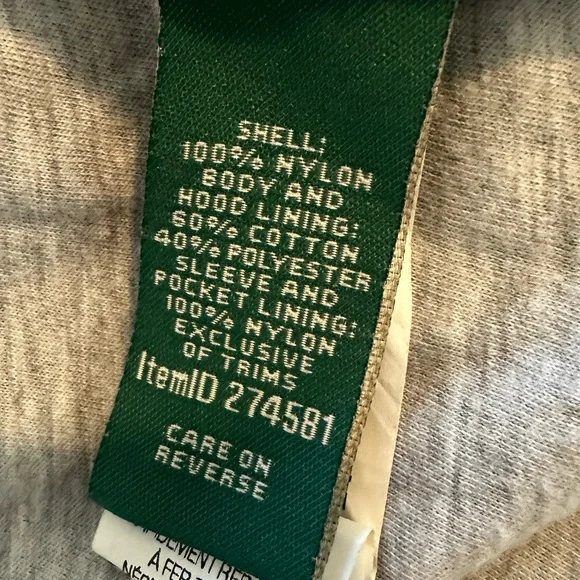 SHELL:
100% NYLON
BODY AND
HOOD LINING:
60% COTTON
40% POLYESTER
SLEEVE AND
POCKET LINING:
100% NYLON
EXCLUSIVE
OF TRIMS
ItemID 274581
CARE ON
REVERSE
À FER